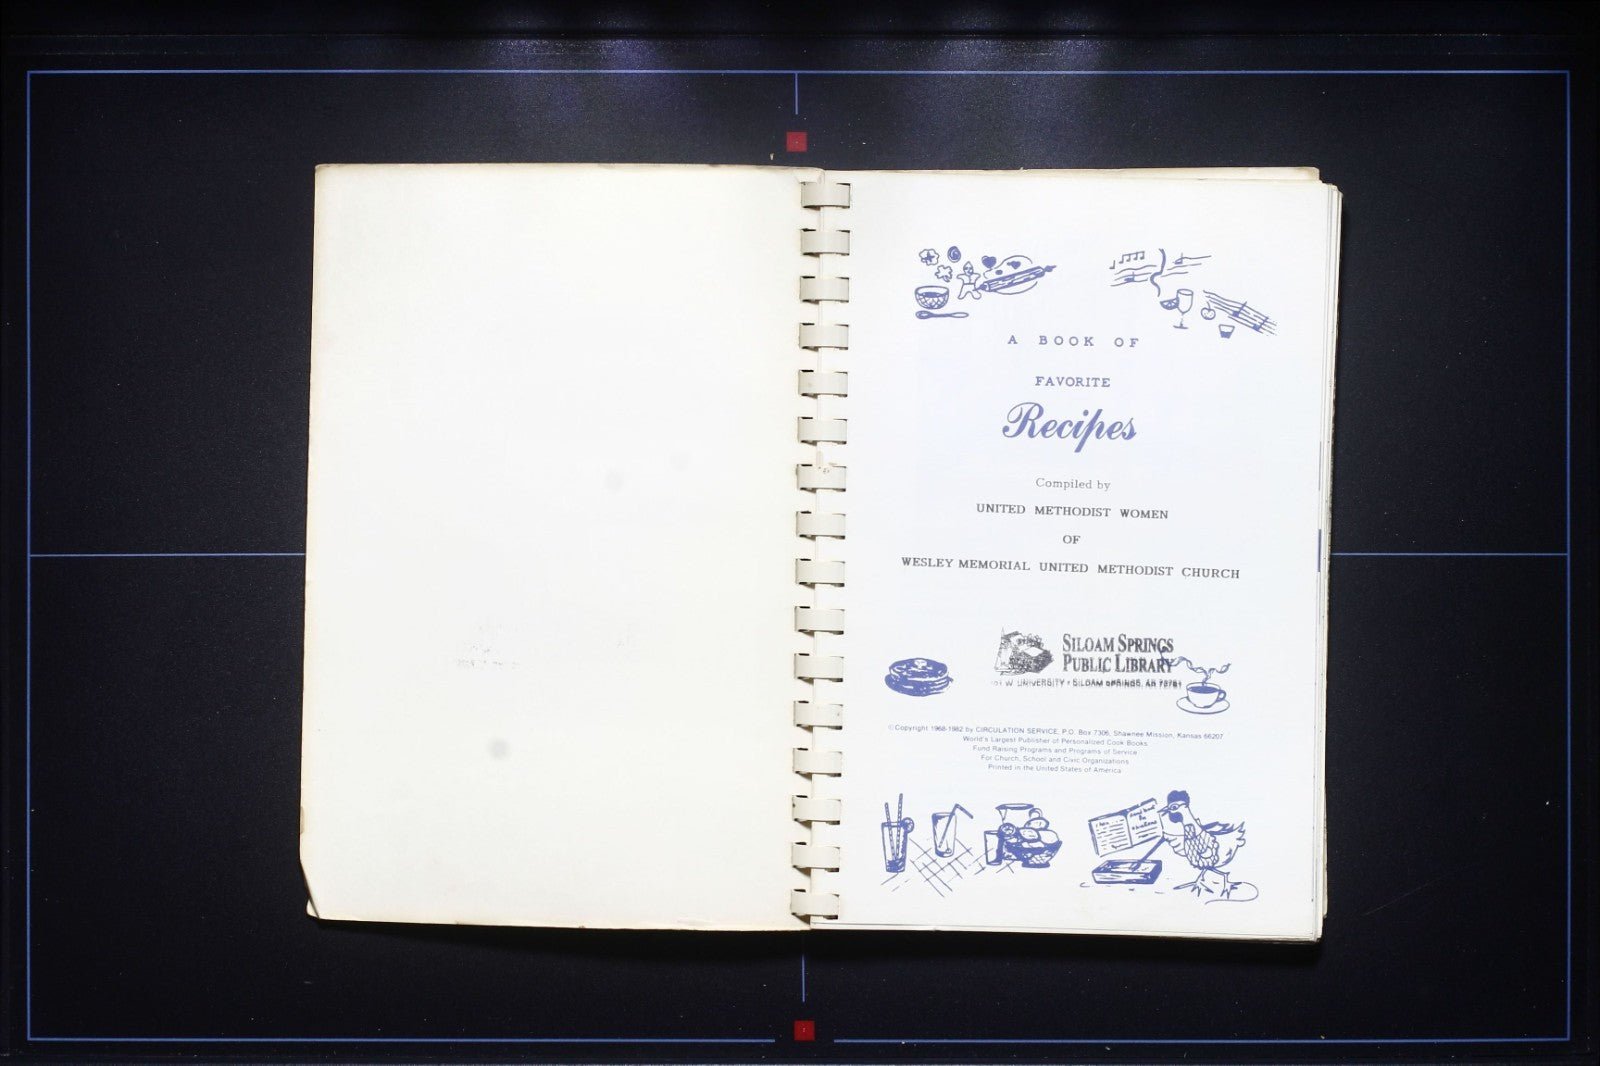 A BOOK OF
FAVORITE
Recipes
Compiled by
UNITED METHODIST WOMEN
OF
WESLEY MEMORIAL UNITED METHODIST CHURCH
SILOAM SPRINGS
PUBLIC LIBRARY
W. UNIVERSITY • SILOAM SPRINGS, AR 72761
© Copyright 1968-1982 by CIRCULATION SERVICE, P.O. Box 7306, Shawnee Mission, Kansas 66207
World's Largest Publisher of Personalized Cook Books
Fund Raising Programs and Programs of Service
For Church, School and Civic Organizations
Printed in the United States of America